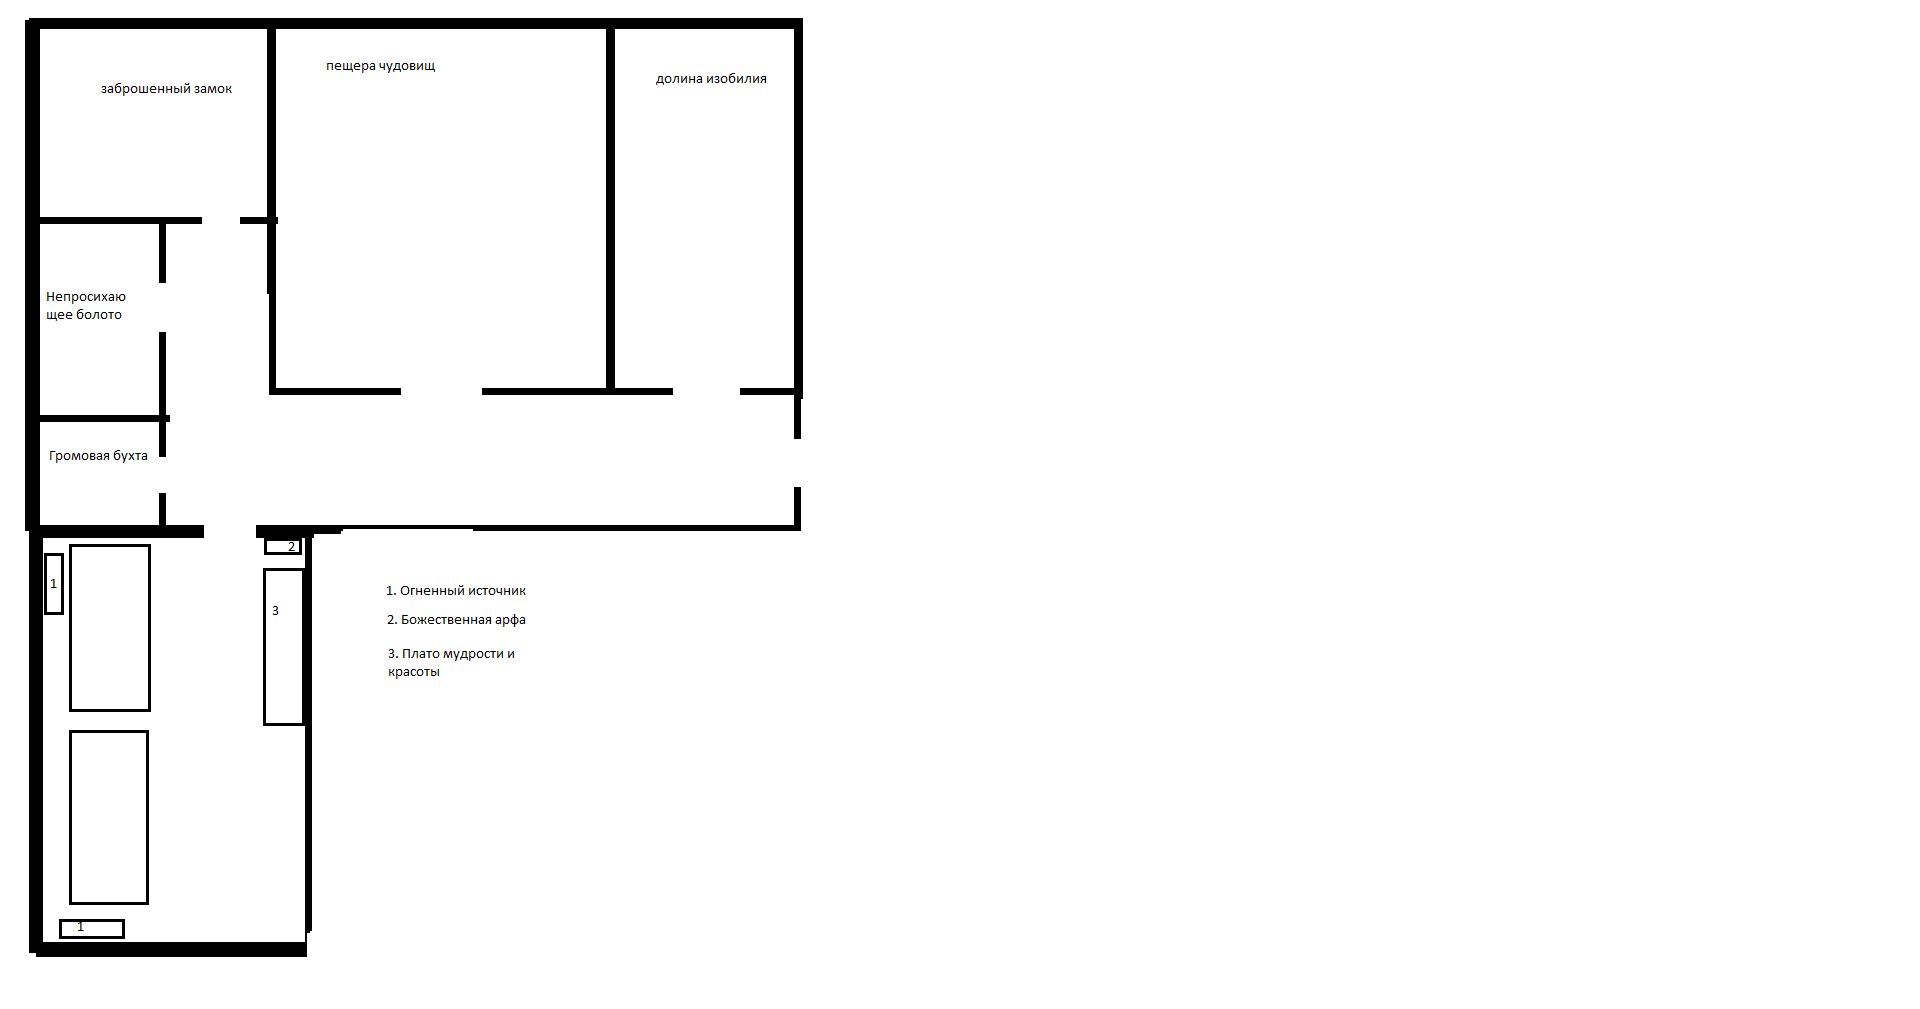 пещера чудовищ
долина изобилия
заброшенный замок
Непросихаю
щее болото
Громовая бухта
2
1
3
1. Огненный источник
2. Божественная арфа
3. Плато мудрости и
красоты
1